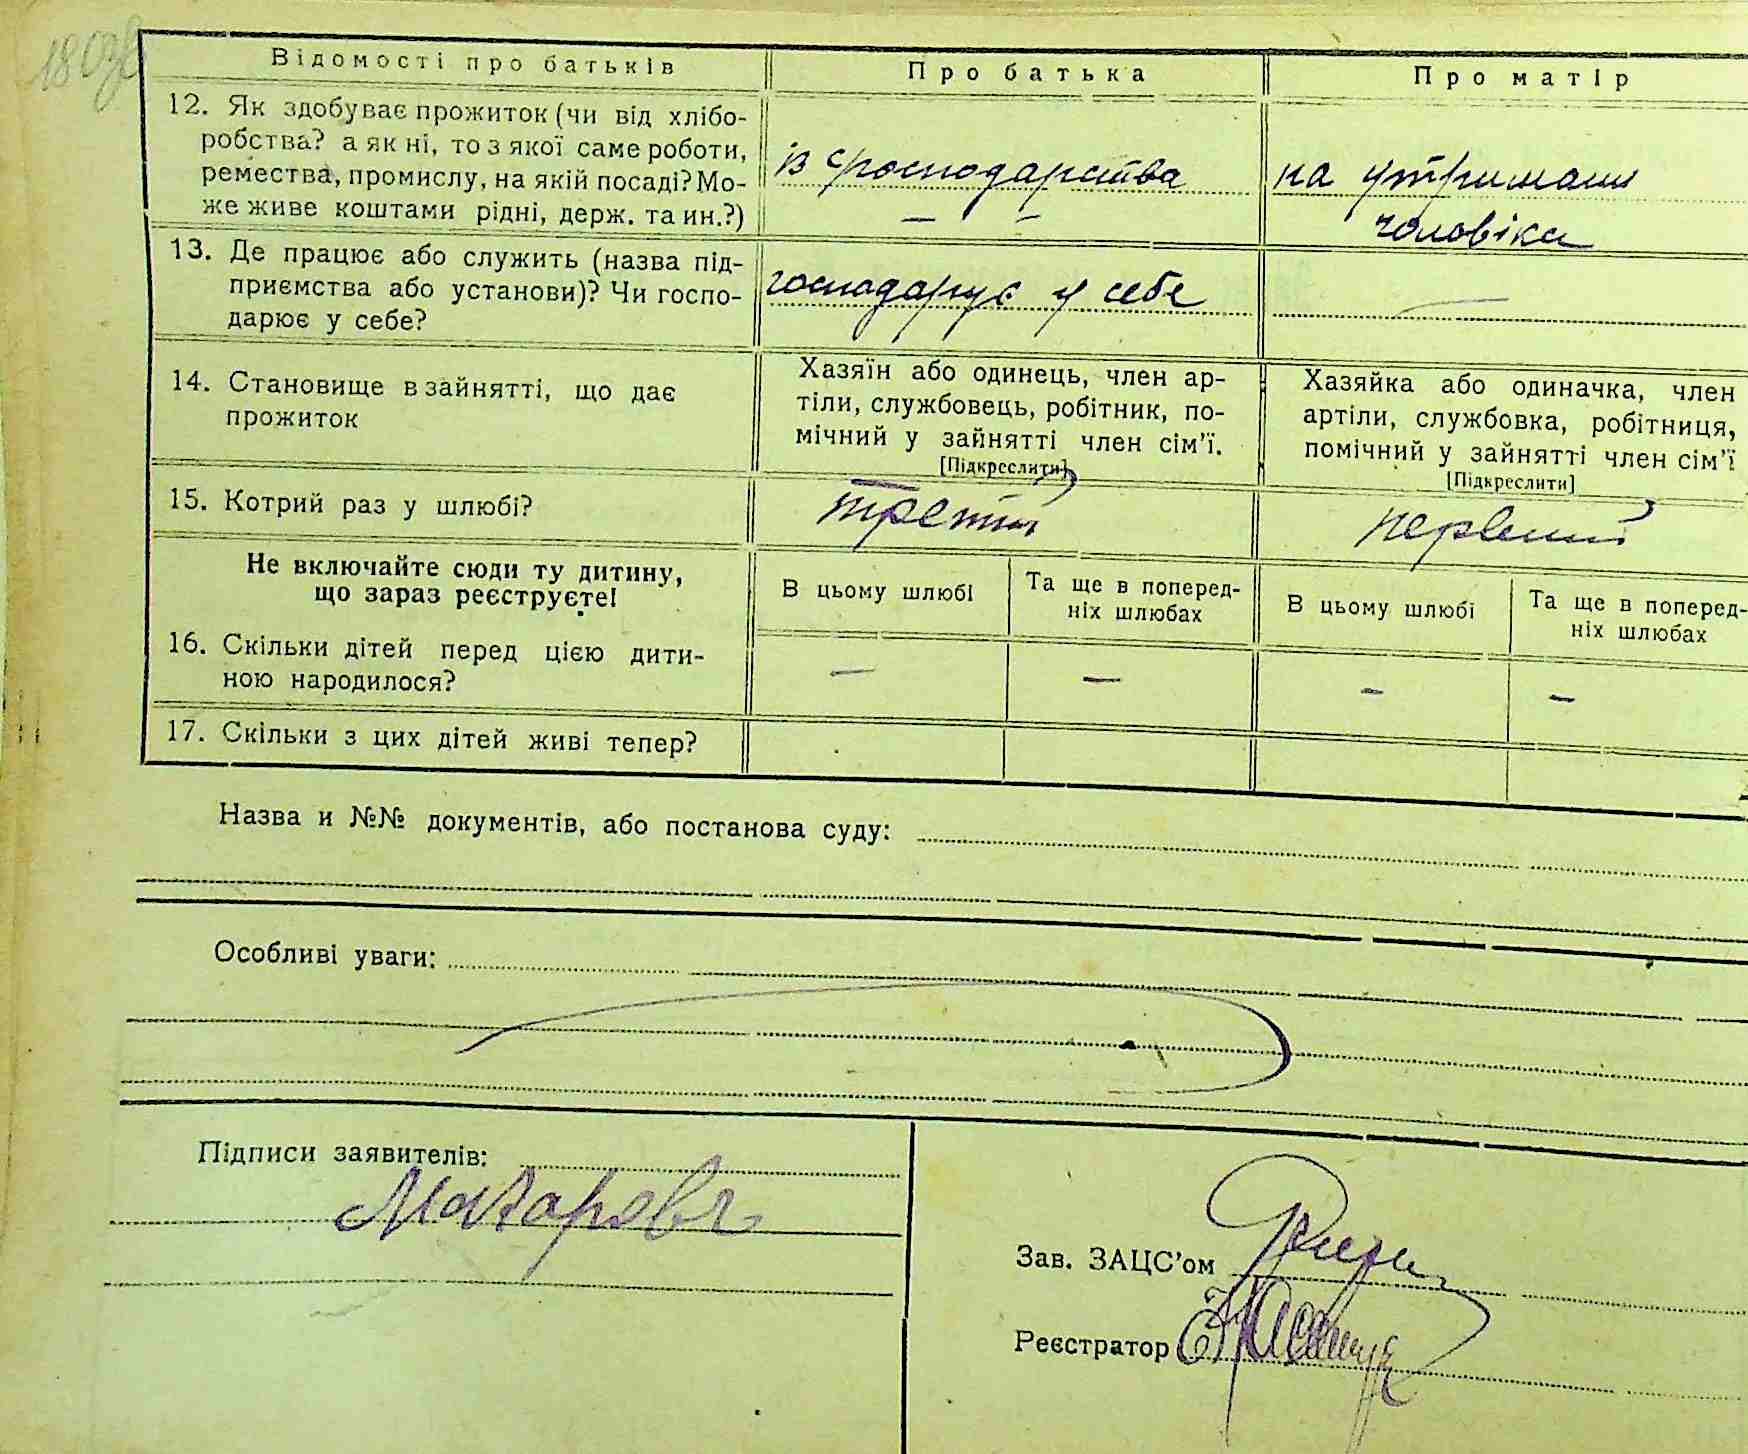 180зв
Відомості про батьків
Про батька
Про матір
12. Як здобуває прожиток (чи від хлібо-
робства? а як ні, то з якої саме роботи,
ремества, промислу, на якій посаді? Мо-
же живе коштами рідні, держ. та ин.?)
із господарства
— —
на утриманні
чоловіка
13. Де працює або служить (назва під-
приємства або установи)? Чи госпо-
дарює у себе?
господарує у себе
—
14. Становище в зайнятті, що дає
прожиток
Хазяїн або одинець, член ар-
тіли, службовець, робітник, по-
мічний у зайнятті член сім'ї.
[Підкреслити]
Хазяйка або одиначка, член
артіли, службовка, робітниця,
помічний у зайнятті член сім'ї
[Підкреслити]
15. Котрий раз у шлюбі?
третій
первший
Не включайте сюди ту дитину,
що зараз реєструєте!
В цьому шлюбі
Та ще в поперед-
ніх шлюбах
В цьому шлюбі
Та ще в поперед-
ніх шлюбах
16. Скільки дітей перед цією дити-
ною народилося?
— — - -
17. Скільки з цих дітей живі тепер?
Назва и №№ документів, або постанова суду:
Особливі уваги:
Підписи заявителів:
Зав. ЗАЦС'ом
Реєстратор